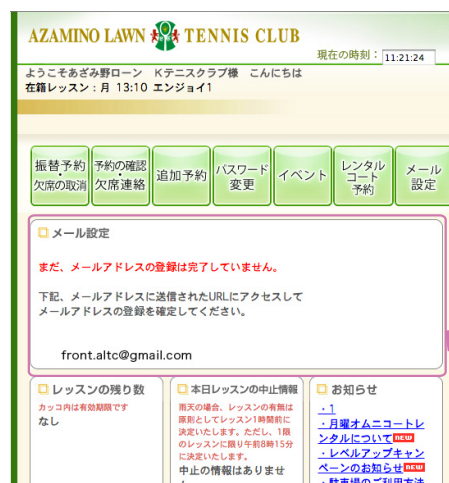 AZAMINO LAWN TENNIS CLUB
現在の時刻： 11:21:24
ようこそあざみ野ローン Kテニスクラブ様 こんにちは
在籍レッスン：月 13:10 エンジョイ1
振替予約・欠席の取消
予約の確認・欠席連絡
追加予約
パスワード変更
イベント
レンタルコート予約
メール設定
メール設定
まだ、メールアドレスの登録は完了していません。
下記、メールアドレスに送信されたURLにアクセスして
メールアドレスの登録を確定してください。
front.altc@gmail.com
レッスンの残り数
カッコ内は有効期限です
なし
本日レッスンの中止情報
雨天の場合、レッスンの有無は
原則としてレッスン1時間前に
決定いたします。ただし、1限
のレッスンに限り午前8時15分
に決定いたします。
中止の情報はありませ
お知らせ
・1
・月曜オムニコートレ
ンタルについて NEW
・レベルアップキャン
ペーンのお知らせ NEW
・駐車場のご利用方法